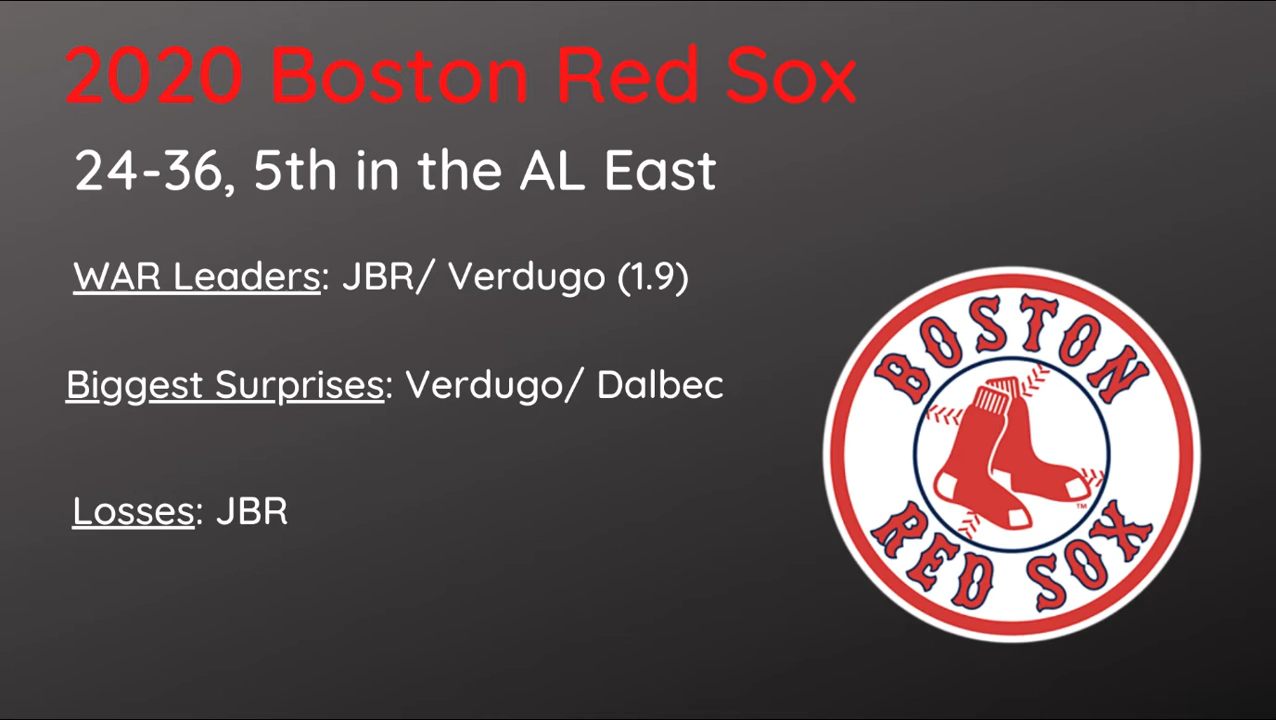 2020 Boston Red Sox
24-36, 5th in the AL East
WAR Leaders: JBR/ Verdugo (1.9)
Biggest Surprises: Verdugo/ Dalbec
Losses: JBR
BOSTON
RED SOX
TM